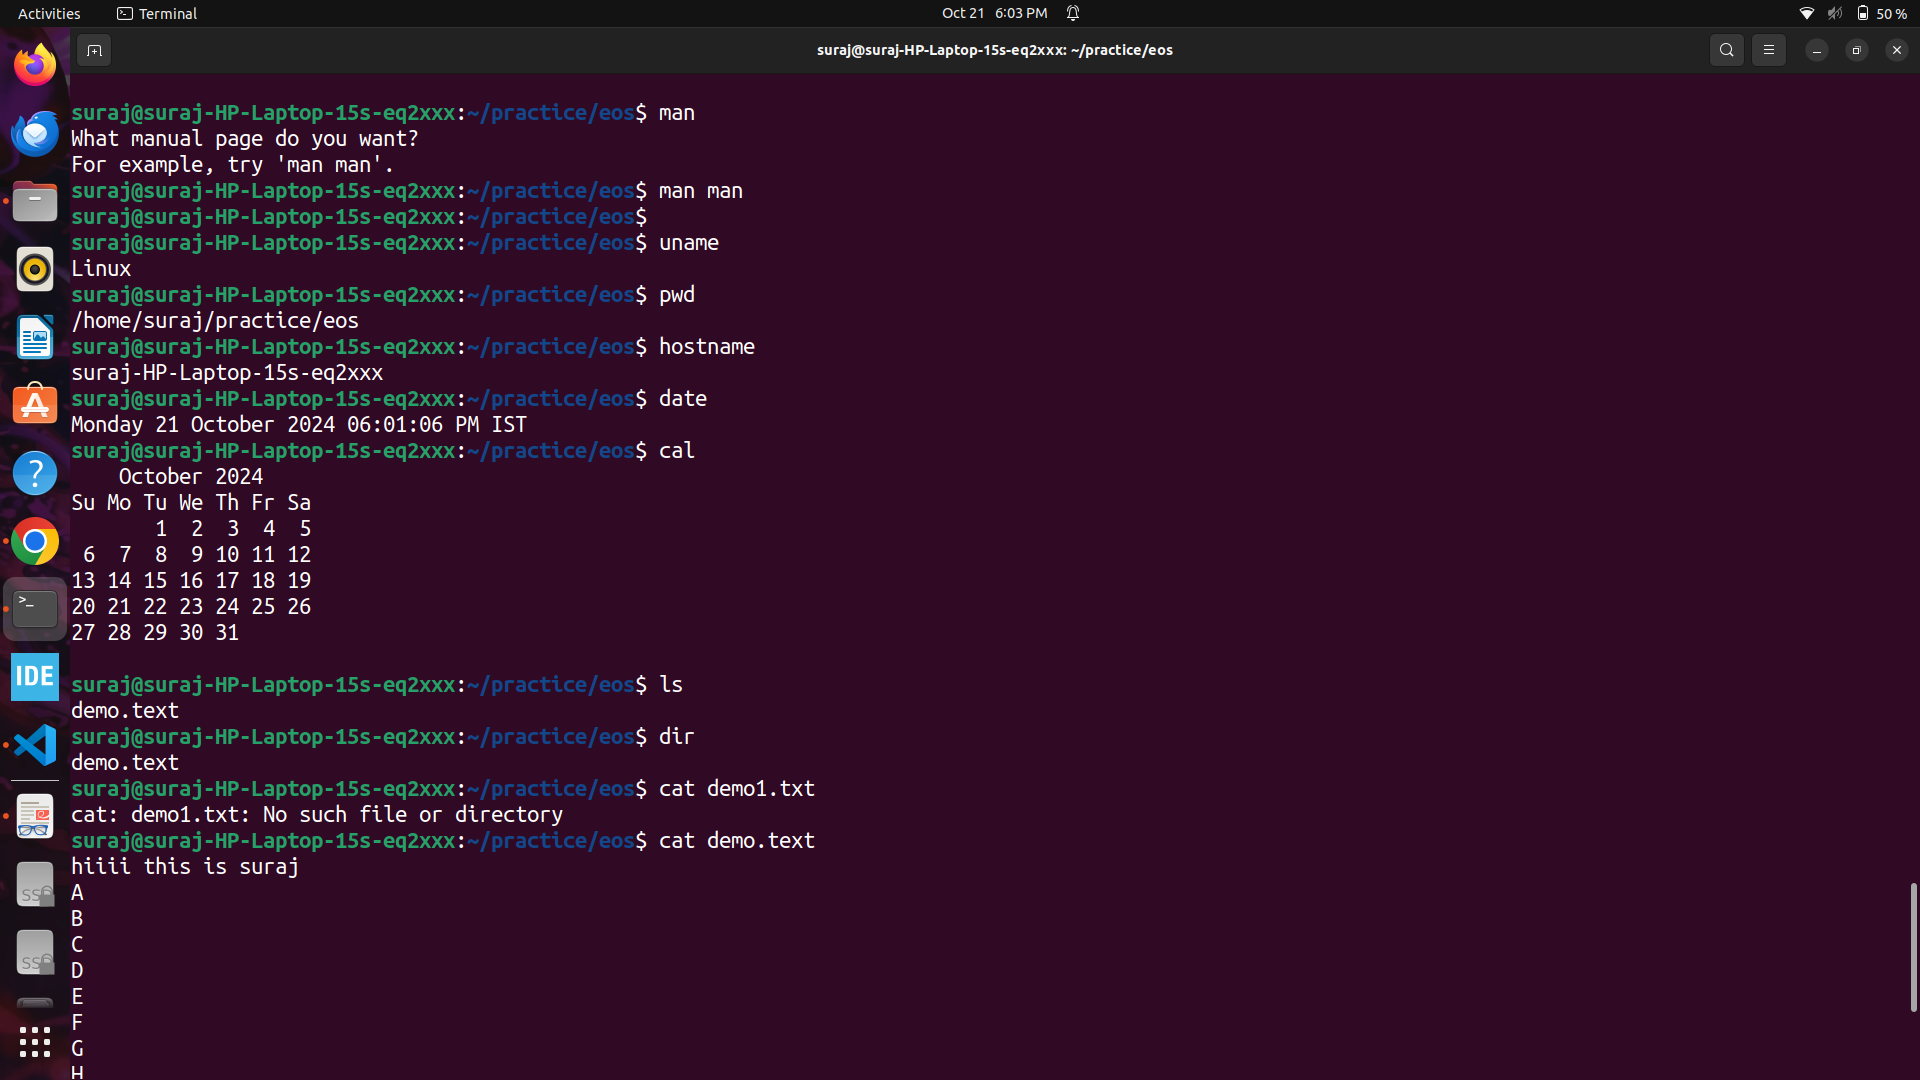 Activities Terminal Oct 21 6:03 PM 50 %
suraj@suraj-HP-Laptop-15s-eq2xxx: ~/practice/eos
suraj@suraj-HP-Laptop-15s-eq2xxx:~/practice/eos$ man
What manual page do you want?
For example, try 'man man'.
suraj@suraj-HP-Laptop-15s-eq2xxx:~/practice/eos$ man man
suraj@suraj-HP-Laptop-15s-eq2xxx:~/practice/eos$
suraj@suraj-HP-Laptop-15s-eq2xxx:~/practice/eos$ uname
Linux
suraj@suraj-HP-Laptop-15s-eq2xxx:~/practice/eos$ pwd
/home/suraj/practice/eos
suraj@suraj-HP-Laptop-15s-eq2xxx:~/practice/eos$ hostname
suraj-HP-Laptop-15s-eq2xxx
suraj@suraj-HP-Laptop-15s-eq2xxx:~/practice/eos$ date
Monday 21 October 2024 06:01:06 PM IST
suraj@suraj-HP-Laptop-15s-eq2xxx:~/practice/eos$ cal
October 2024
Su Mo Tu We Th Fr Sa
1 2 3 4 5
6 7 8 9 10 11 12
13 14 15 16 17 18 19
20 21 22 23 24 25 26
27 28 29 30 31
suraj@suraj-HP-Laptop-15s-eq2xxx:~/practice/eos$ ls
demo.text
suraj@suraj-HP-Laptop-15s-eq2xxx:~/practice/eos$ dir
demo.text
suraj@suraj-HP-Laptop-15s-eq2xxx:~/practice/eos$ cat demo1.txt
cat: demo1.txt: No such file or directory
suraj@suraj-HP-Laptop-15s-eq2xxx:~/practice/eos$ cat demo.text
hiiii this is suraj
A
B
C
D
E
F
G
H
IDE